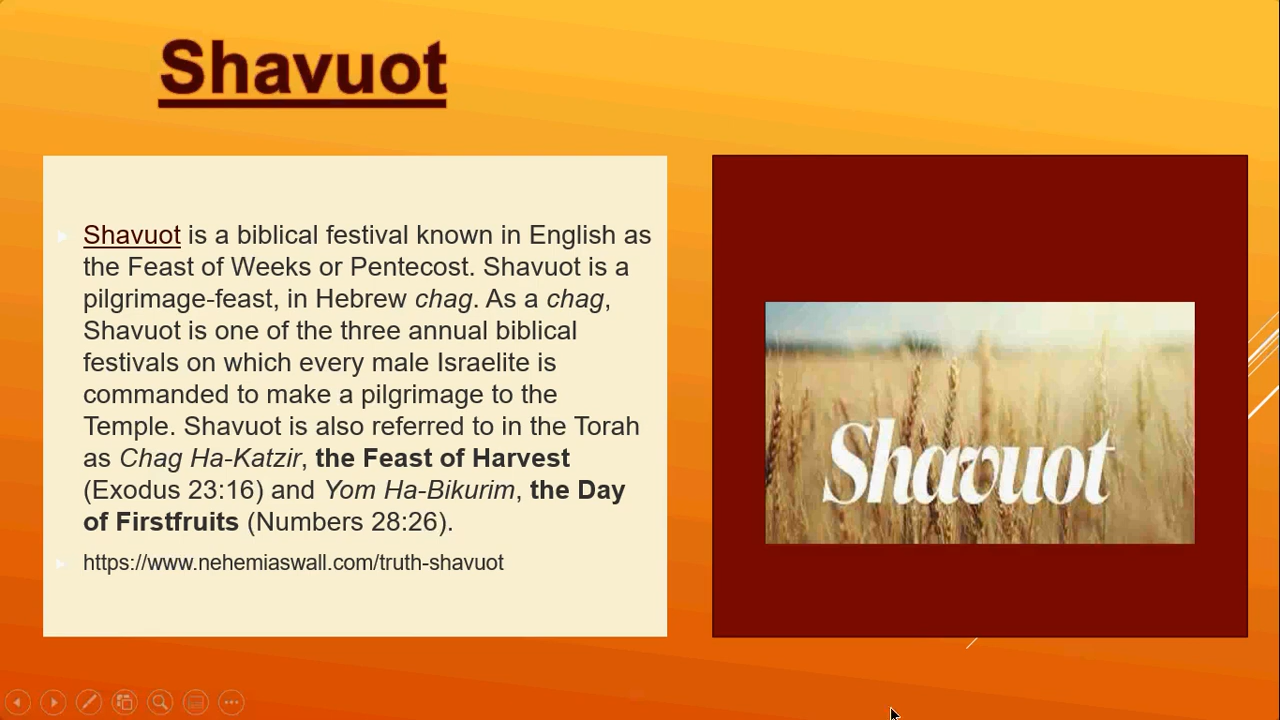 Shavuot
Shavuot is a biblical festival known in English as
the Feast of Weeks or Pentecost. Shavuot is a
pilgrimage-feast, in Hebrew chag. As a chag,
Shavuot is one of the three annual biblical
festivals on which every male Israelite is
commanded to make a pilgrimage to the
Temple. Shavuot is also referred to in the Torah
as Chag Ha-Katzir, the Feast of Harvest
(Exodus 23:16) and Yom Ha-Bikurim, the Day
of Firstfruits (Numbers 28:26).
https://www.nehemiaswall.com/truth-shavuot
Shavuot